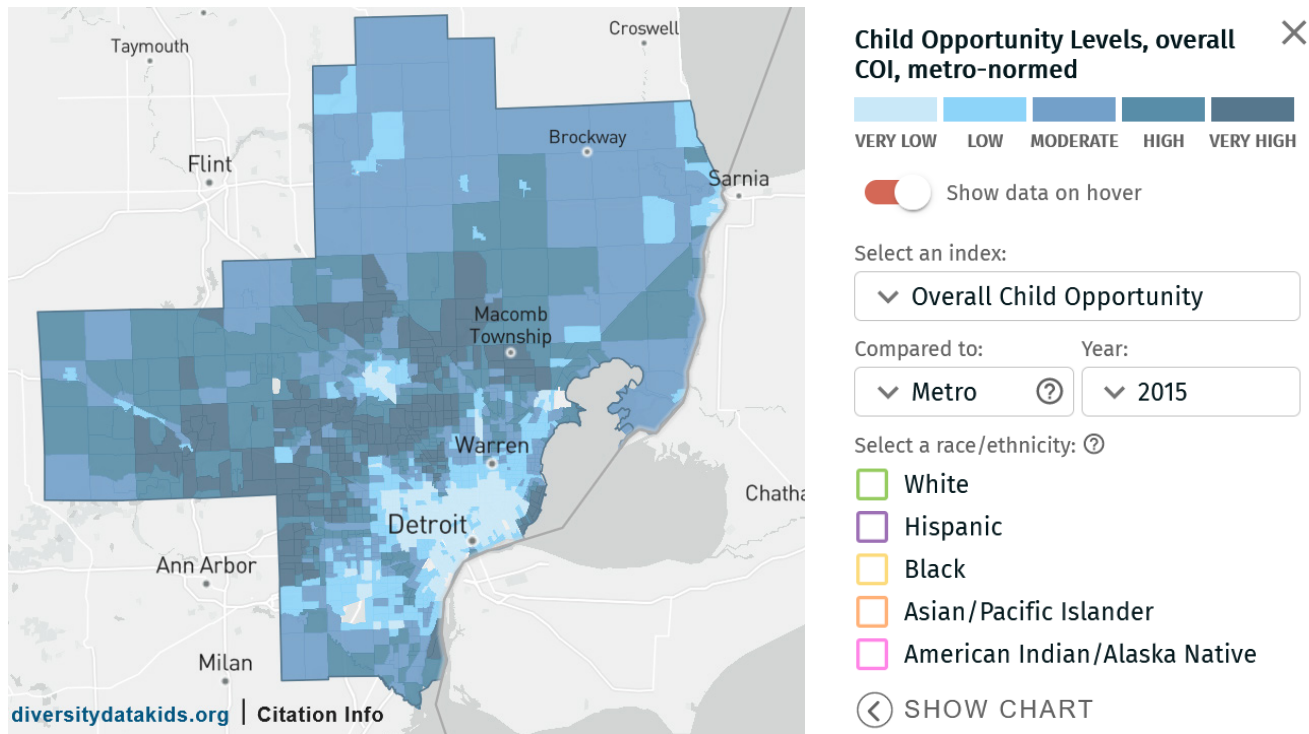 Taymouth
Croswell
Flint
Brockway
Sarnia
Macomb
Township
Warren
Chatha
Detroit
Ann Arbor
Milan
diversitydatakids.org | Citation Info
Child Opportunity Levels, overall
COI, metro-normed
VERY LOW LOW MODERATE HIGH VERY HIGH
Show data on hover
Select an index:
Overall Child Opportunity
Compared to: Year:
Metro ? 2015
Select a race/ethnicity: ?
White
Hispanic
Black
Asian/Pacific Islander
American Indian/Alaska Native
SHOW CHART